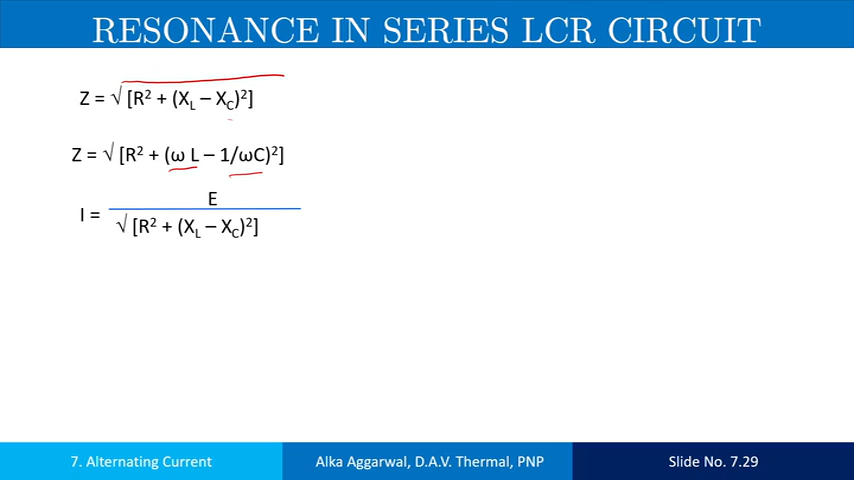 RESONANCE IN SERIES LCR CIRCUIT
Z = √ [R² + (X_L – X_C)²]
Z = √ [R² + (ω L – 1/ωC)²]
E
I =
√ [R² + (X_L – X_C)²]
7. Alternating Current
Alka Aggarwal, D.A.V. Thermal, PNP
Slide No. 7.29